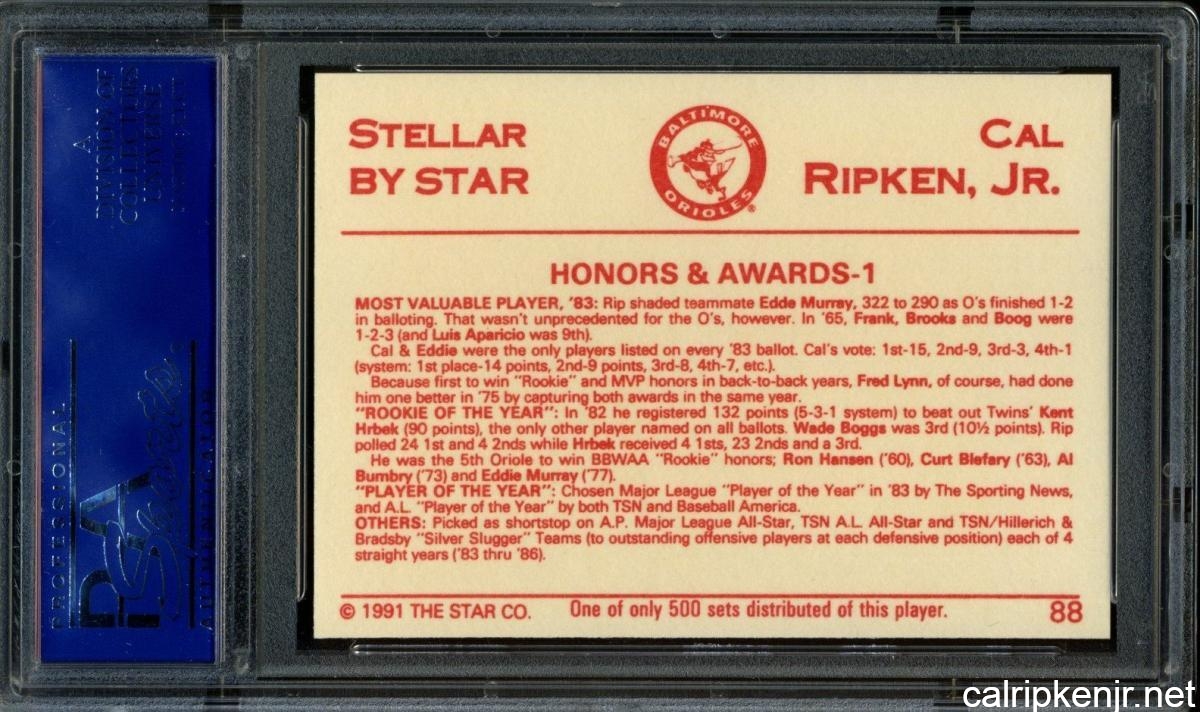 A
DIVISION OF
COLLECTORS
UNIVERSE
PROFESSIONAL
PSA
STELLAR
BY STAR
BALTIMORE
ORIOLES
®
CAL
RIPKEN, JR.
HONORS & AWARDS-1
MOST VALUABLE PLAYER, '83: Rip shaded teammate Edde Murray, 322 to 290 as O's finished 1-2
in balloting. That wasn't unprecedented for the O's, however. In '65, Frank, Brooks and Boog were
1-2-3 (and Luis Aparicio was 9th).
Cal & Eddie were the only players listed on every '83 ballot. Cal's vote: 1st-15, 2nd-9, 3rd-3, 4th-1
(system: 1st place-14 points, 2nd-9 points, 3rd-8, 4th-7, etc.).
Because first to win "Rookie" and MVP honors in back-to-back years, Fred Lynn, of course, had done
him one better in '75 by capturing both awards in the same year.
"ROOKIE OF THE YEAR": In '82 he registered 132 points (5-3-1 system) to beat out Twins' Kent
Hrbek (90 points), the only other player named on all ballots. Wade Boggs was 3rd (10½ points). Rip
polled 24 1st and 4 2nds while Hrbek received 4 1sts, 23 2nds and a 3rd.
He was the 5th Oriole to win BBWAA "Rookie" honors; Ron Hansen ('60), Curt Blefary ('63), Al
Bumbry ('73) and Eddie Murray ('77).
"PLAYER OF THE YEAR": Chosen Major League "Player of the Year" in '83 by The Sporting News,
and A.L. "Player of the Year" by both TSN and Baseball America.
OTHERS: Picked as shortstop on A.P. Major League All-Star, TSN A.L. All-Star and TSN/Hillerich &
Bradsby "Silver Slugger" Teams (to outstanding offensive players at each defensive position) each of 4
straight years ('83 thru '86).
© 1991 THE STAR CO. One of only 500 sets distributed of this player. 88
calripkenjr.net